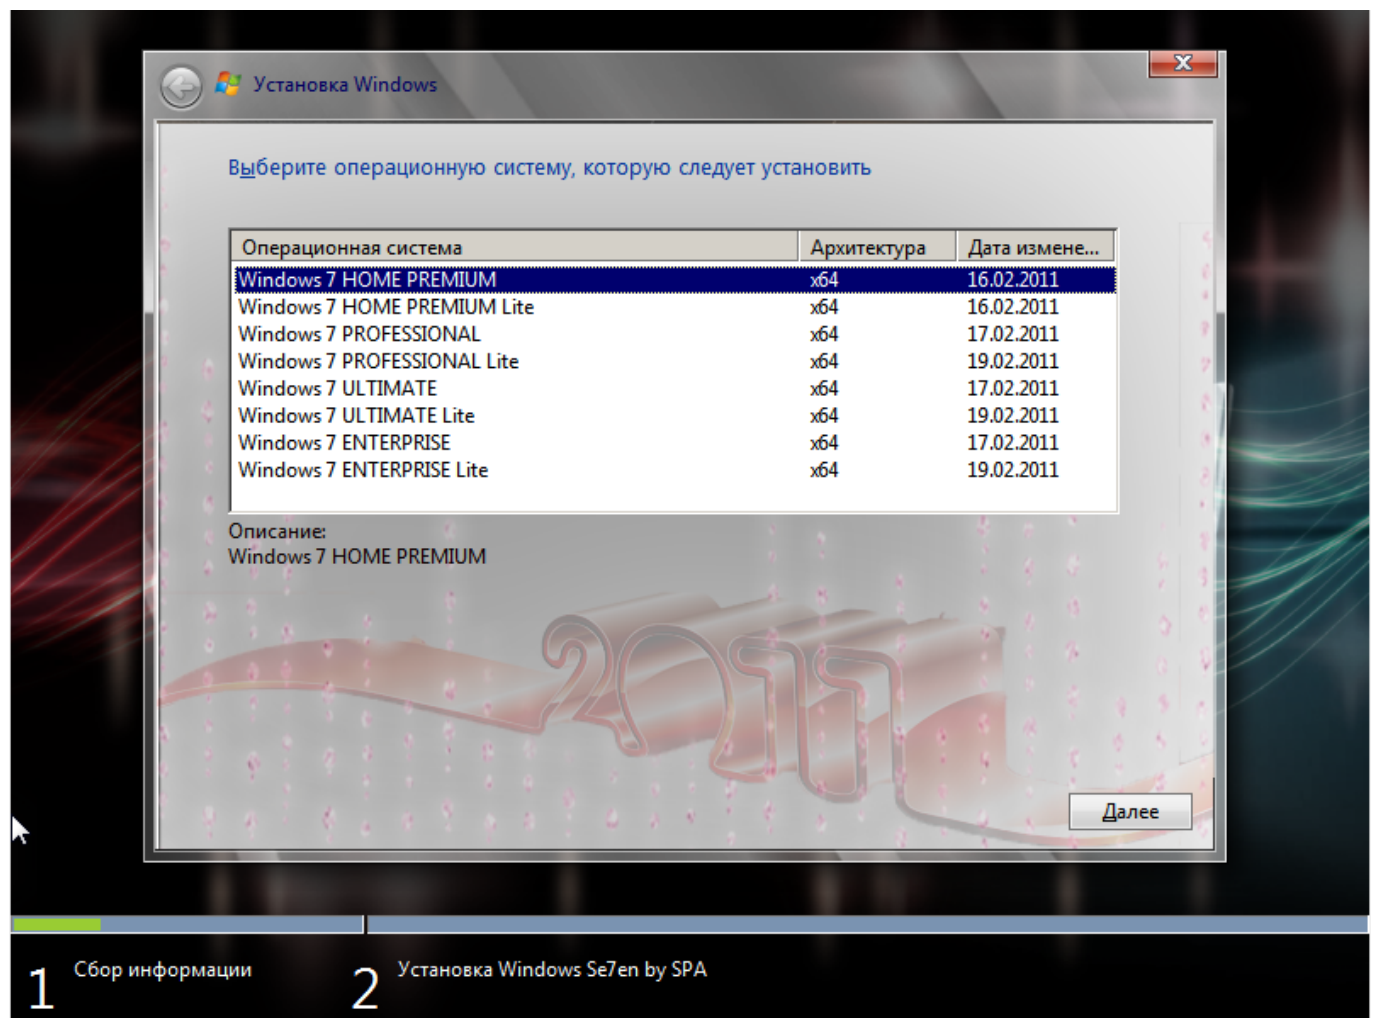 Установка Windows
Выберите операционную систему, которую следует установить
Операционная система Архитектура Дата измене...
Windows 7 HOME PREMIUM x64 16.02.2011
Windows 7 HOME PREMIUM Lite x64 16.02.2011
Windows 7 PROFESSIONAL x64 17.02.2011
Windows 7 PROFESSIONAL Lite x64 19.02.2011
Windows 7 ULTIMATE x64 17.02.2011
Windows 7 ULTIMATE Lite x64 19.02.2011
Windows 7 ENTERPRISE x64 17.02.2011
Windows 7 ENTERPRISE Lite x64 19.02.2011
Описание:
Windows 7 HOME PREMIUM
2011
Далее
1 Сбор информации 2 Установка Windows Se7en by SPA